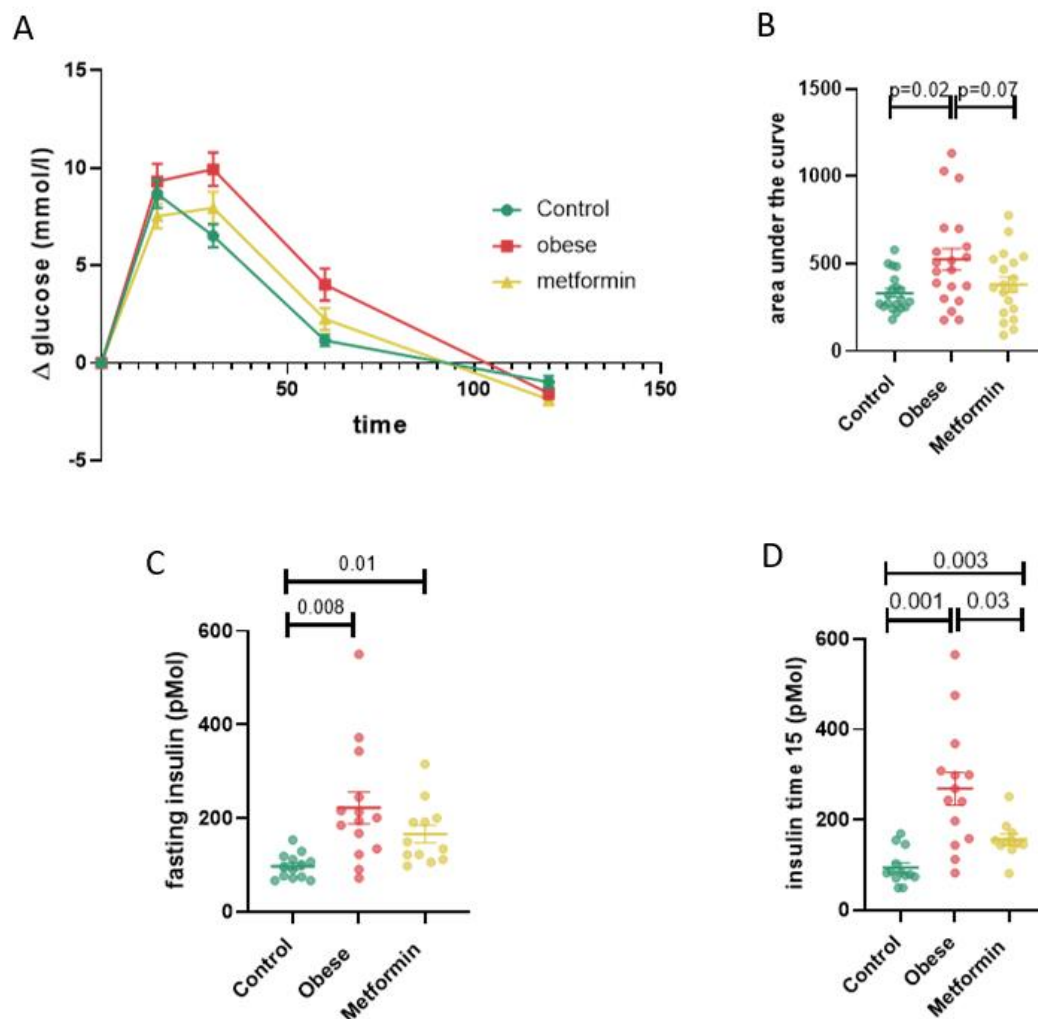 A
15
10
5
0
-5
Δ glucose (mmol/l)
50
100
150
time
Control
obese
metformin
B
1500
1000
500
0
area under the curve
p=0.02
p=0.07
Control
Obese
Metformin
C
0.01
0.008
600
400
200
0
fasting insulin (pMol)
Control
Obese
Metformin
D
0.003
0.001
0.03
600
400
200
0
insulin time 15 (pMol)
Control
Obese
Metformin